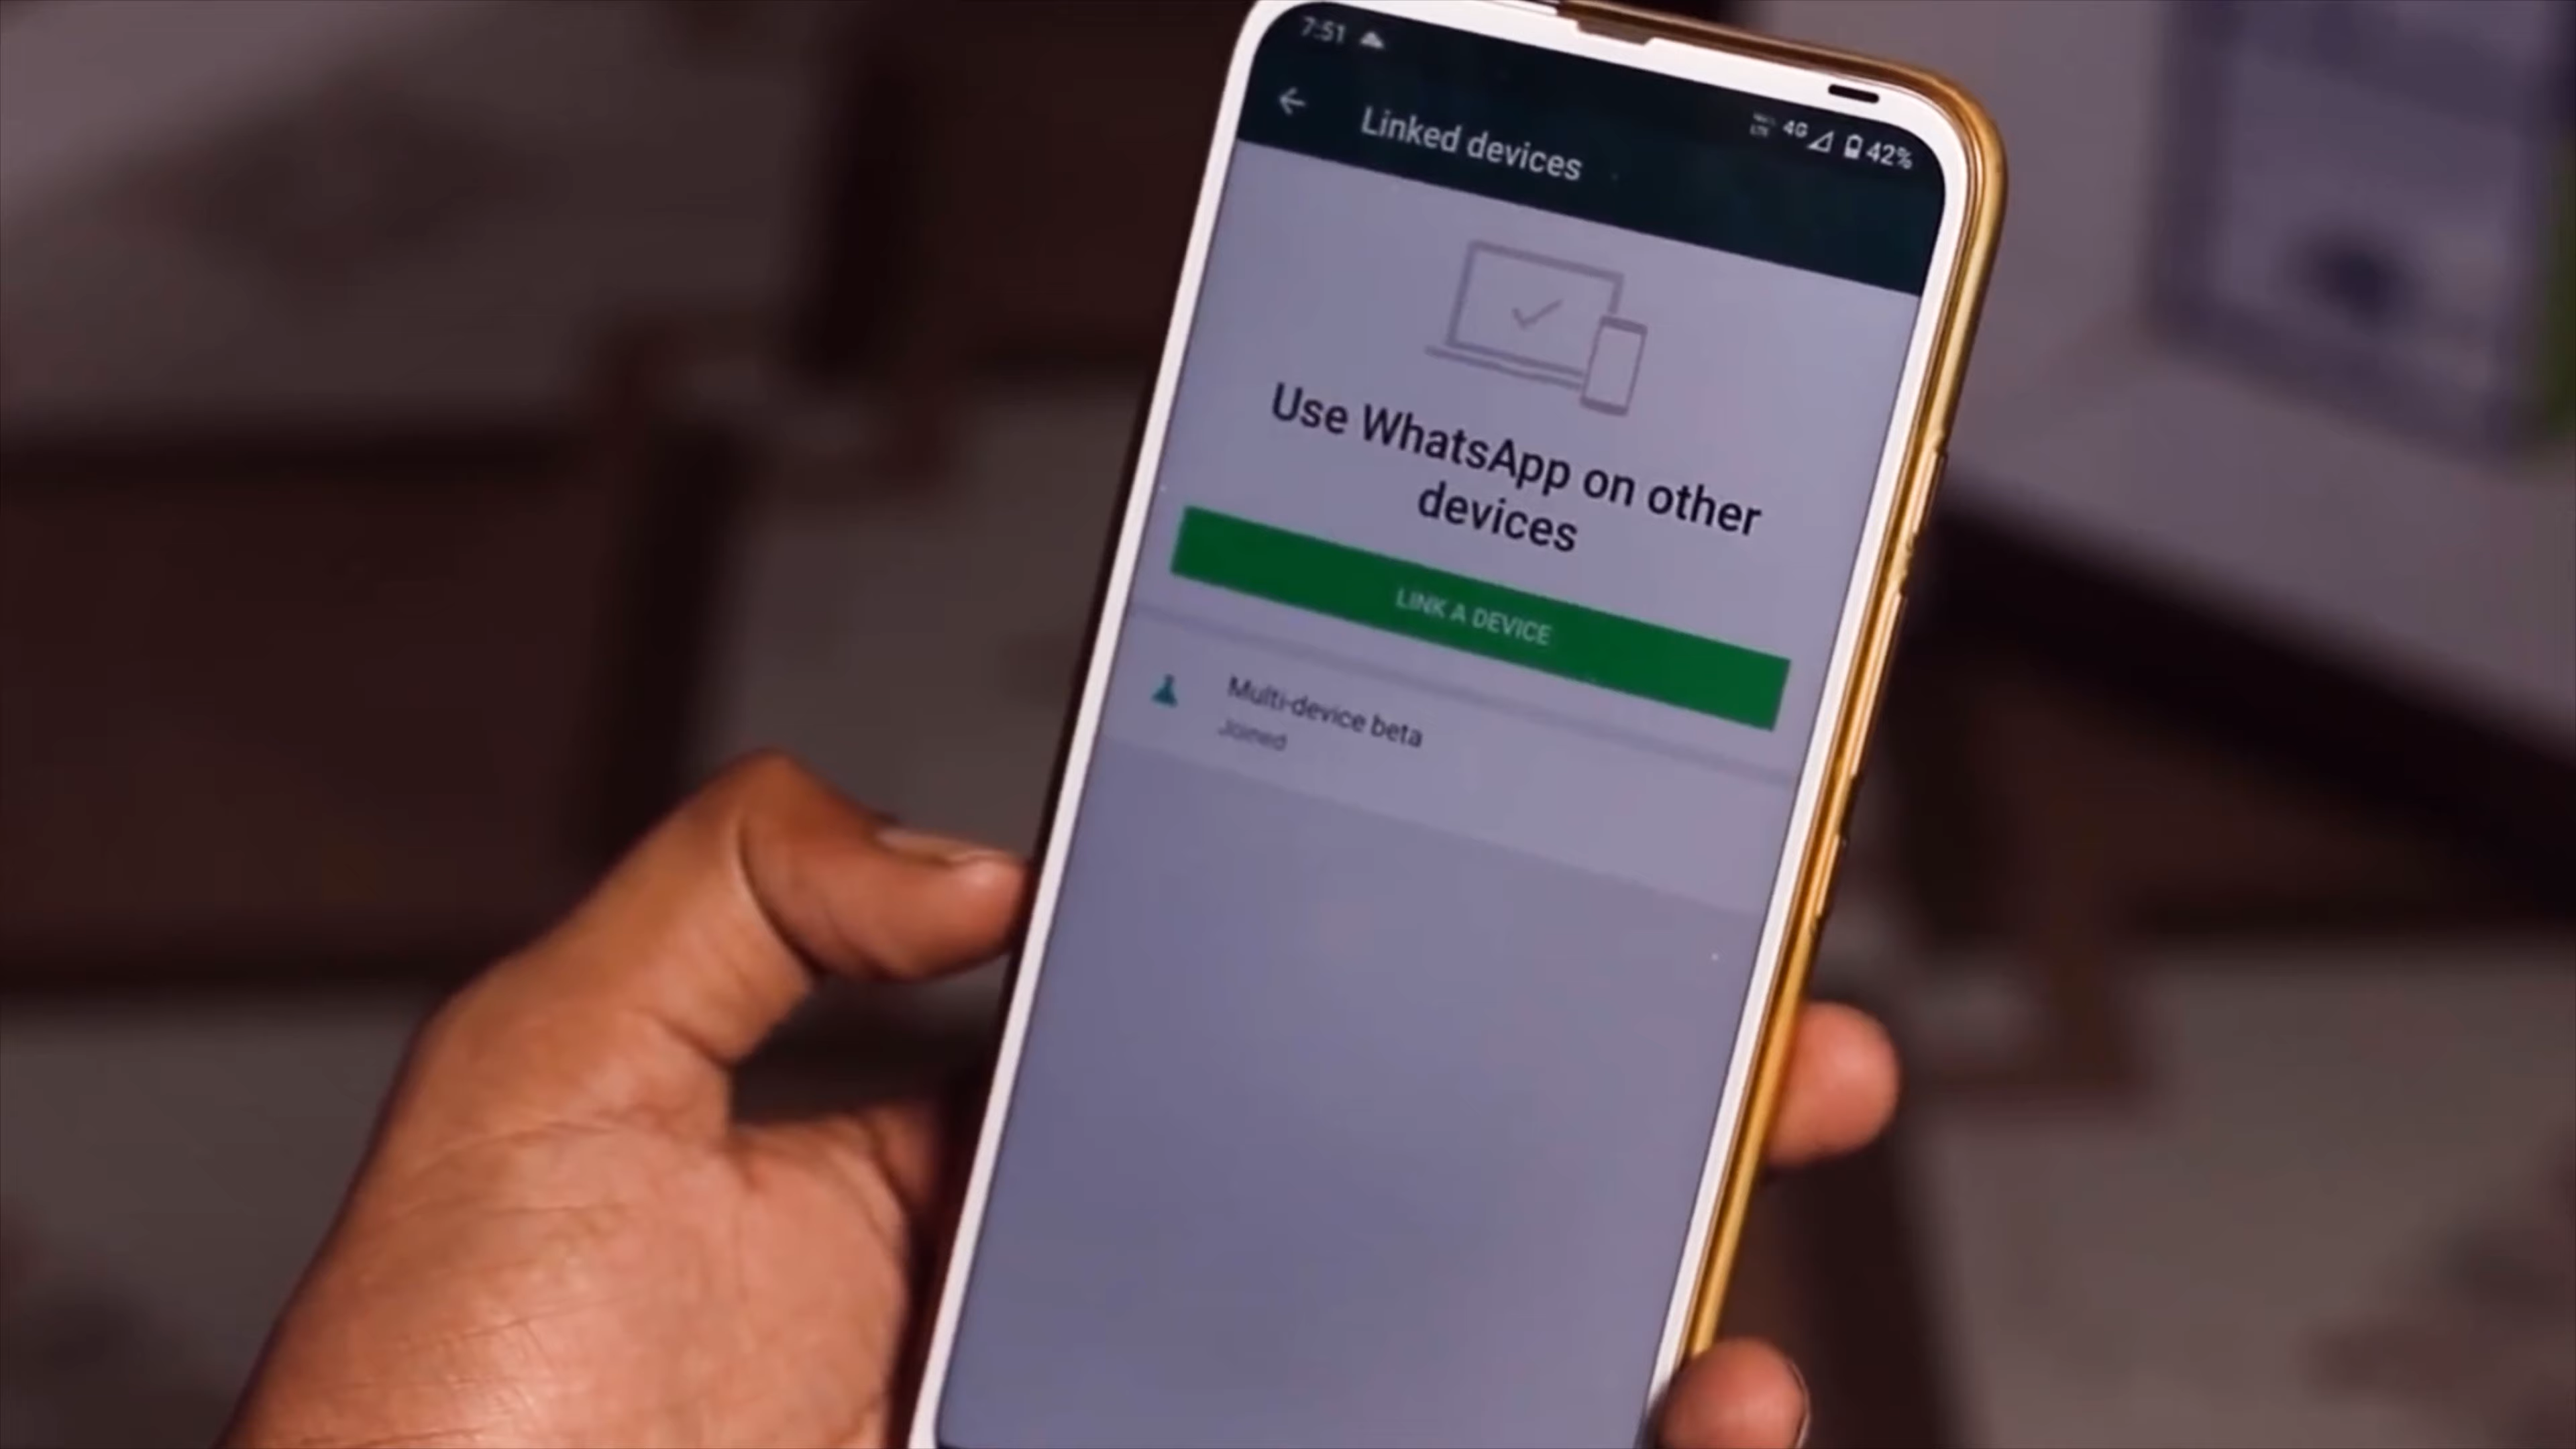 7:51
4G 42%
Linked devices
Use WhatsApp on other
devices
LINK A DEVICE
Multi-device beta
Joined